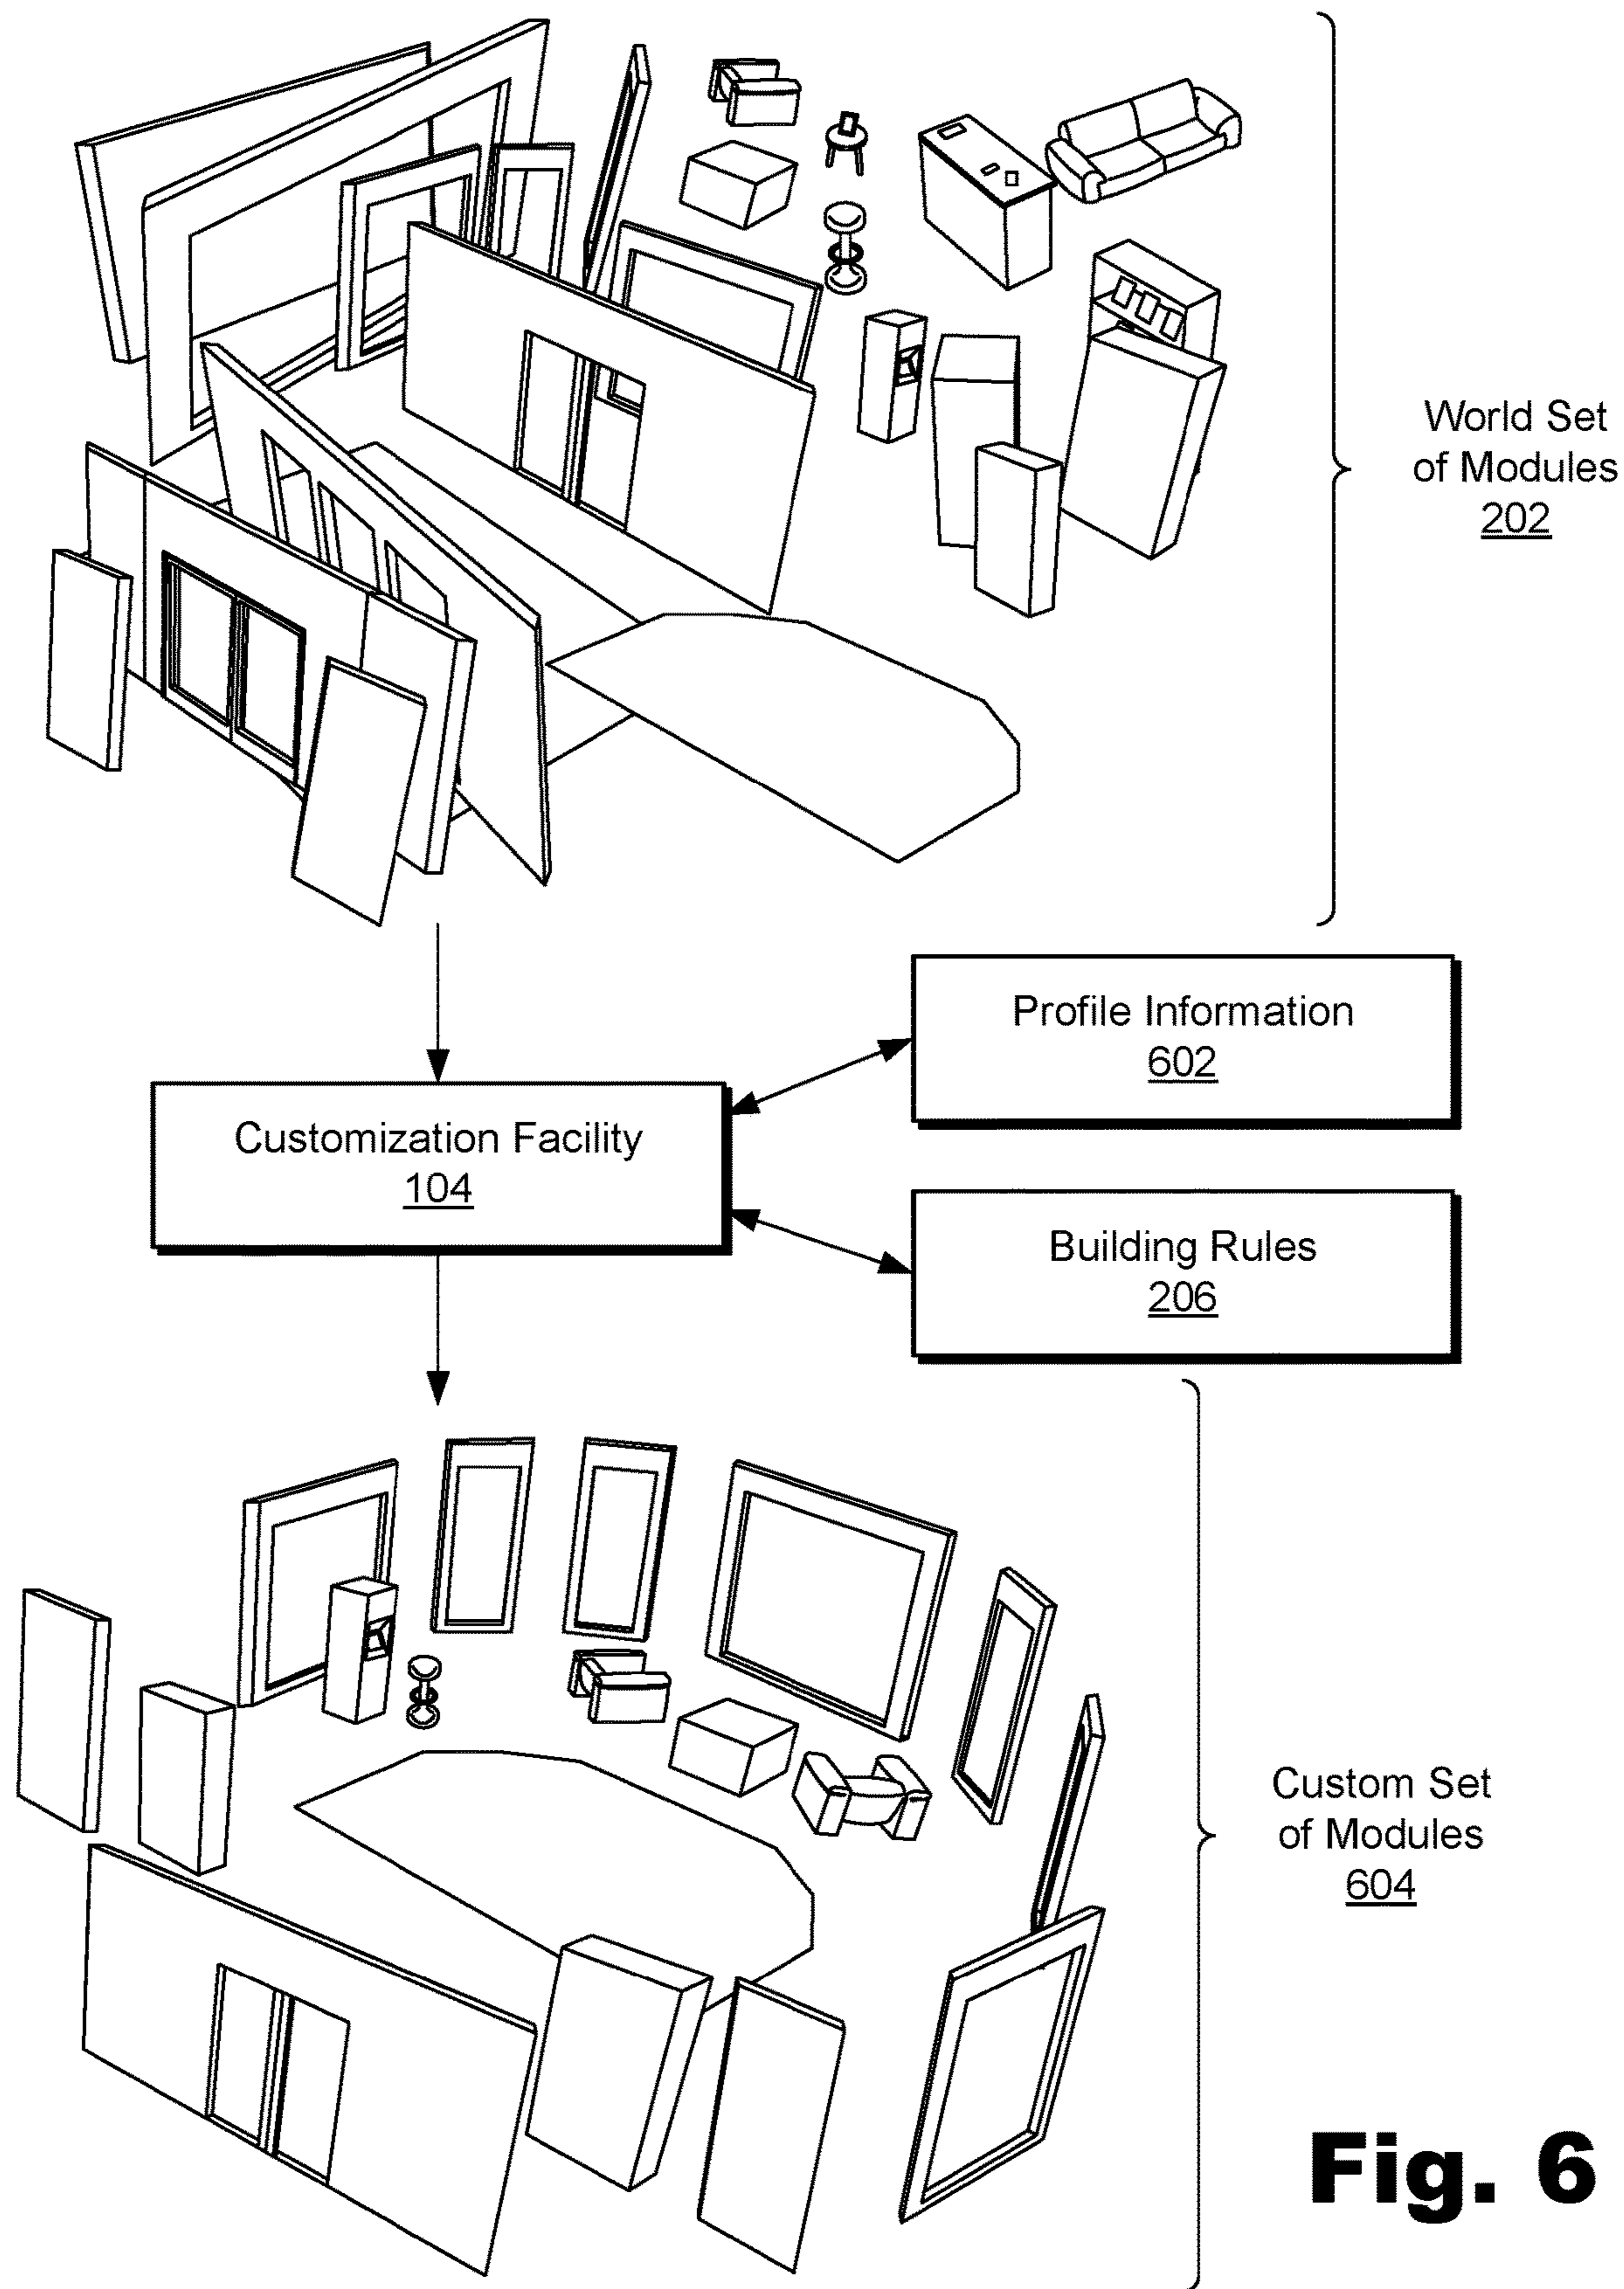 World Set
of Modules
202
Profile Information
602
Customization Facility
104
Building Rules
206
Custom Set
of Modules
604
Fig. 6